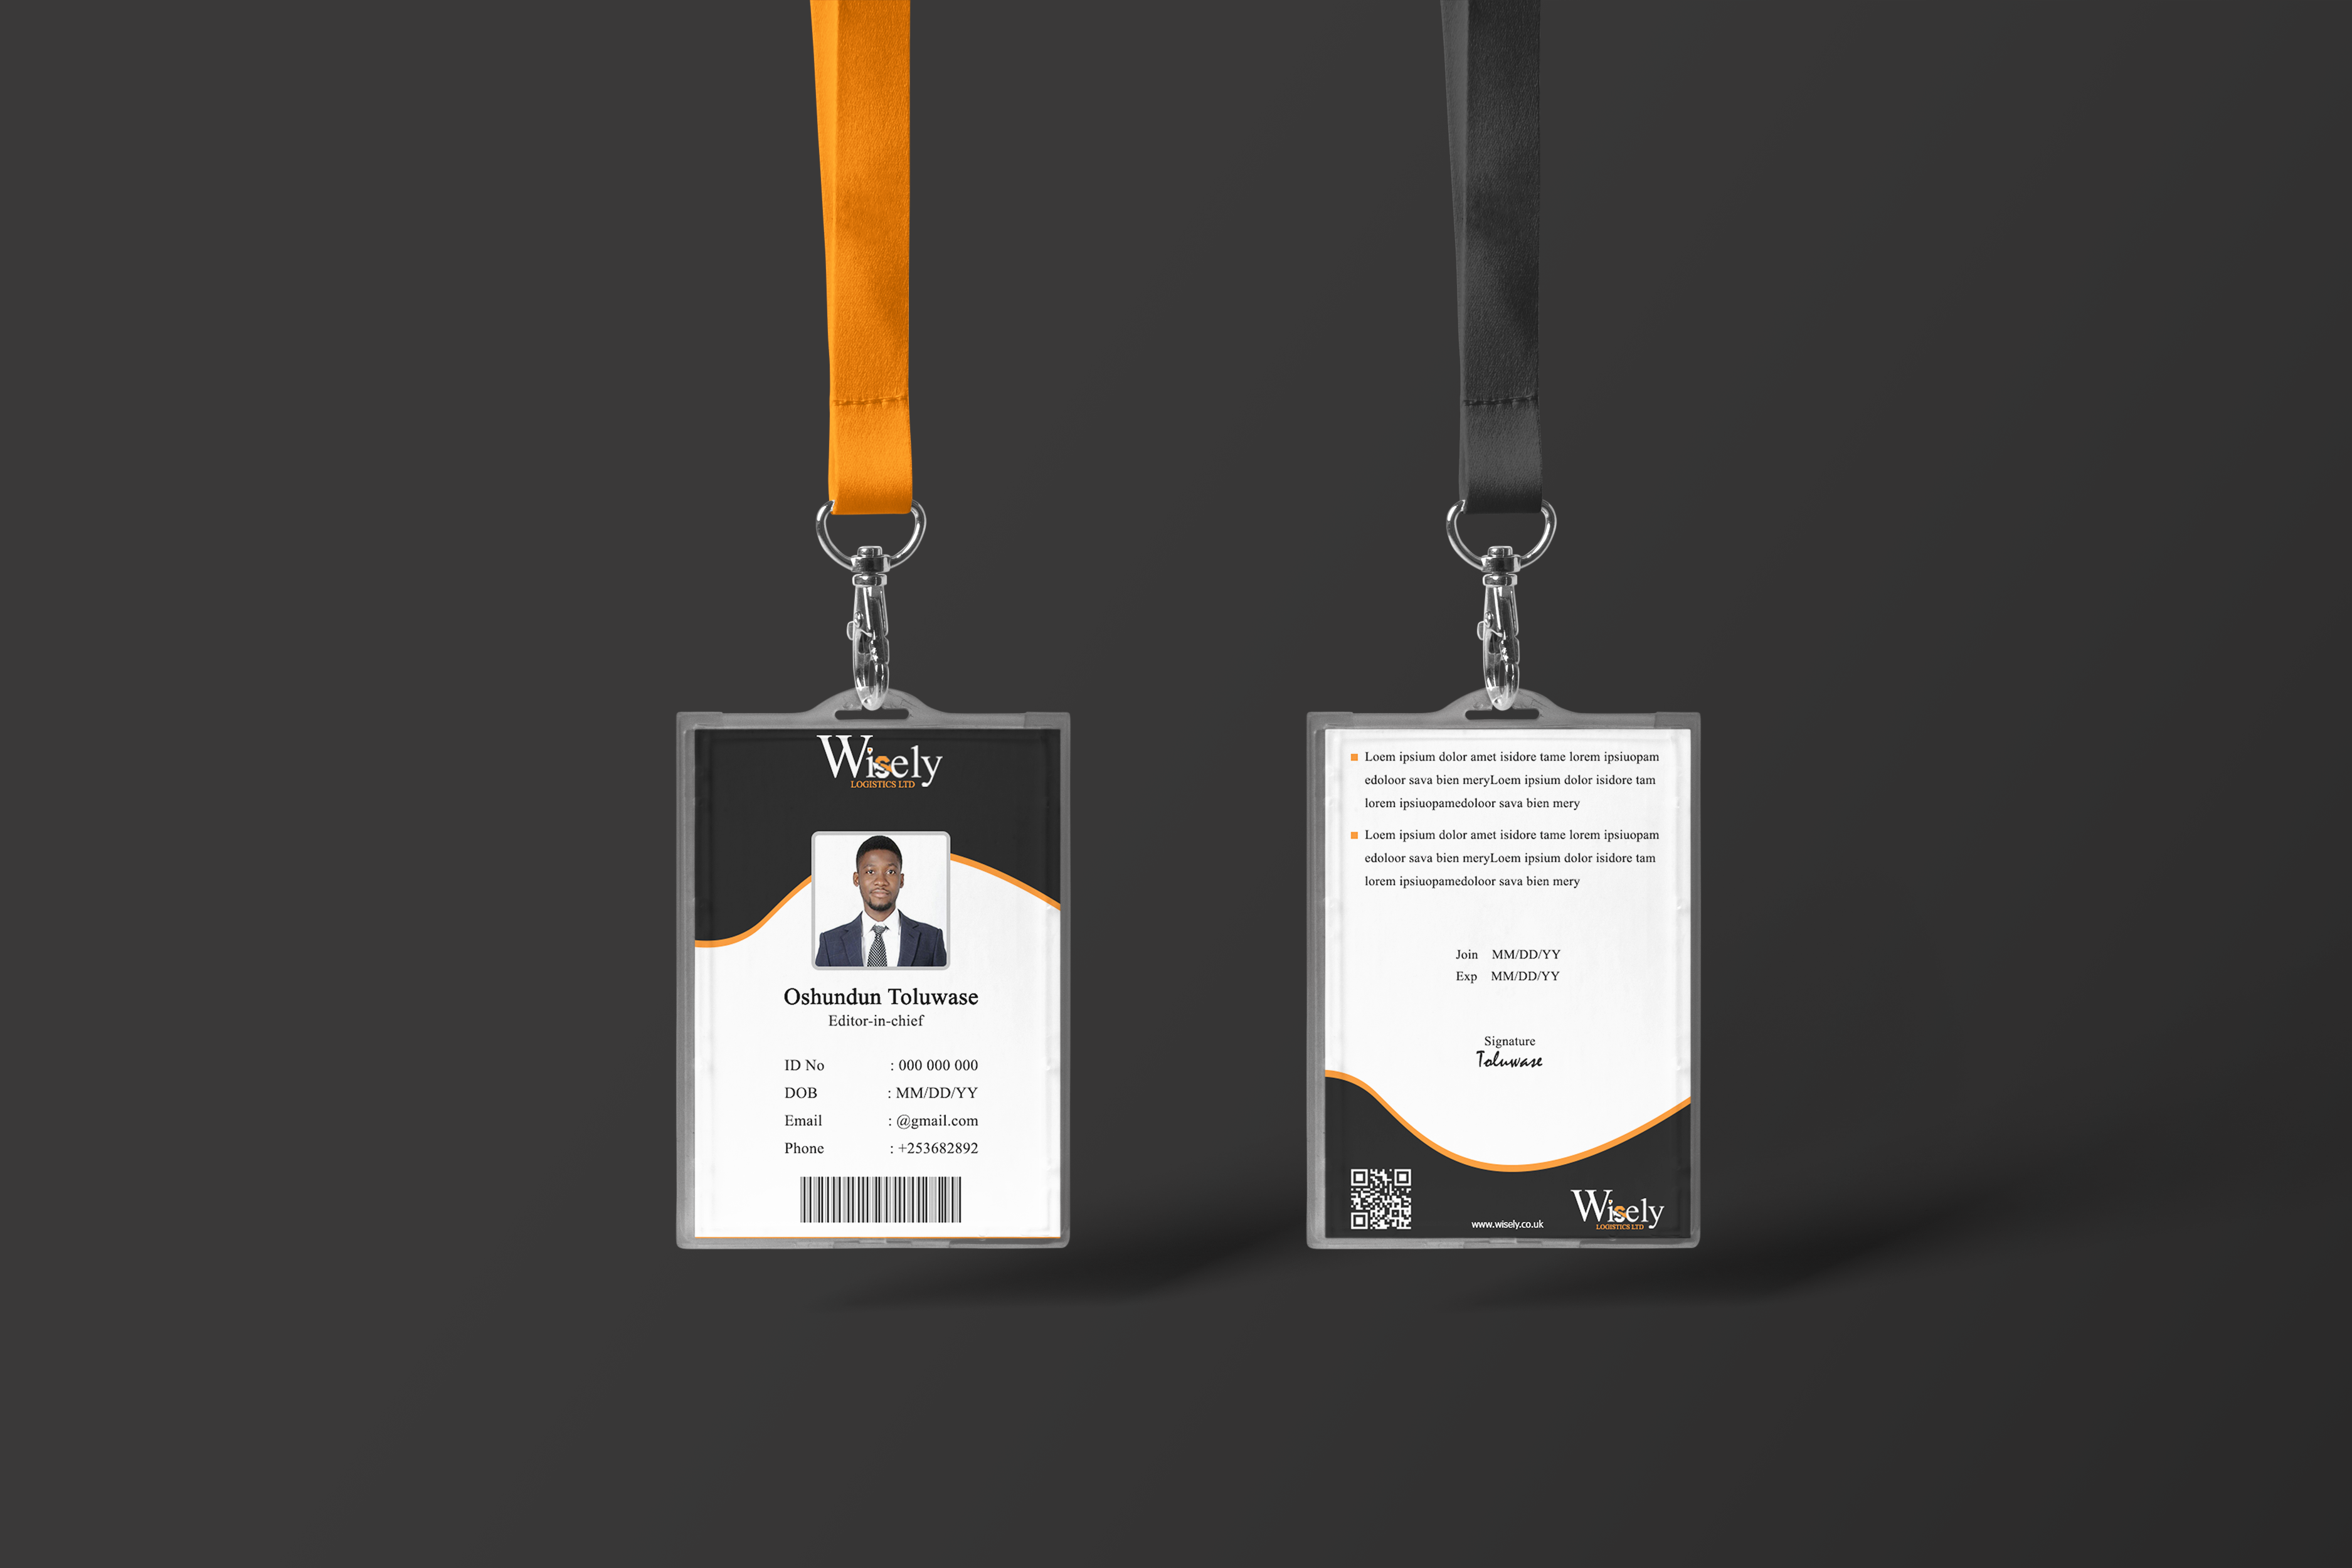 Wisely
LOGISTICS LTD
Oshundun Toluwase
Editor-in-chief
ID No : 000 000 000
DOB : MM/DD/YY
Email : @gmail.com
Phone : +253682892
Loem ipsium dolor amet isidore tame lorem ipsiuopam
edoloor sava bien meryLoem ipsium dolor isidore tam
lorem ipsiuopamedoloor sava bien mery
Loem ipsium dolor amet isidore tame lorem ipsiuopam
edoloor sava bien meryLoem ipsium dolor isidore tam
lorem ipsiuopamedoloor sava bien mery
Join MM/DD/YY
Exp MM/DD/YY
Signature
Toluwase
www.wisely.co.uk
Wisely
LOGISTICS LTD